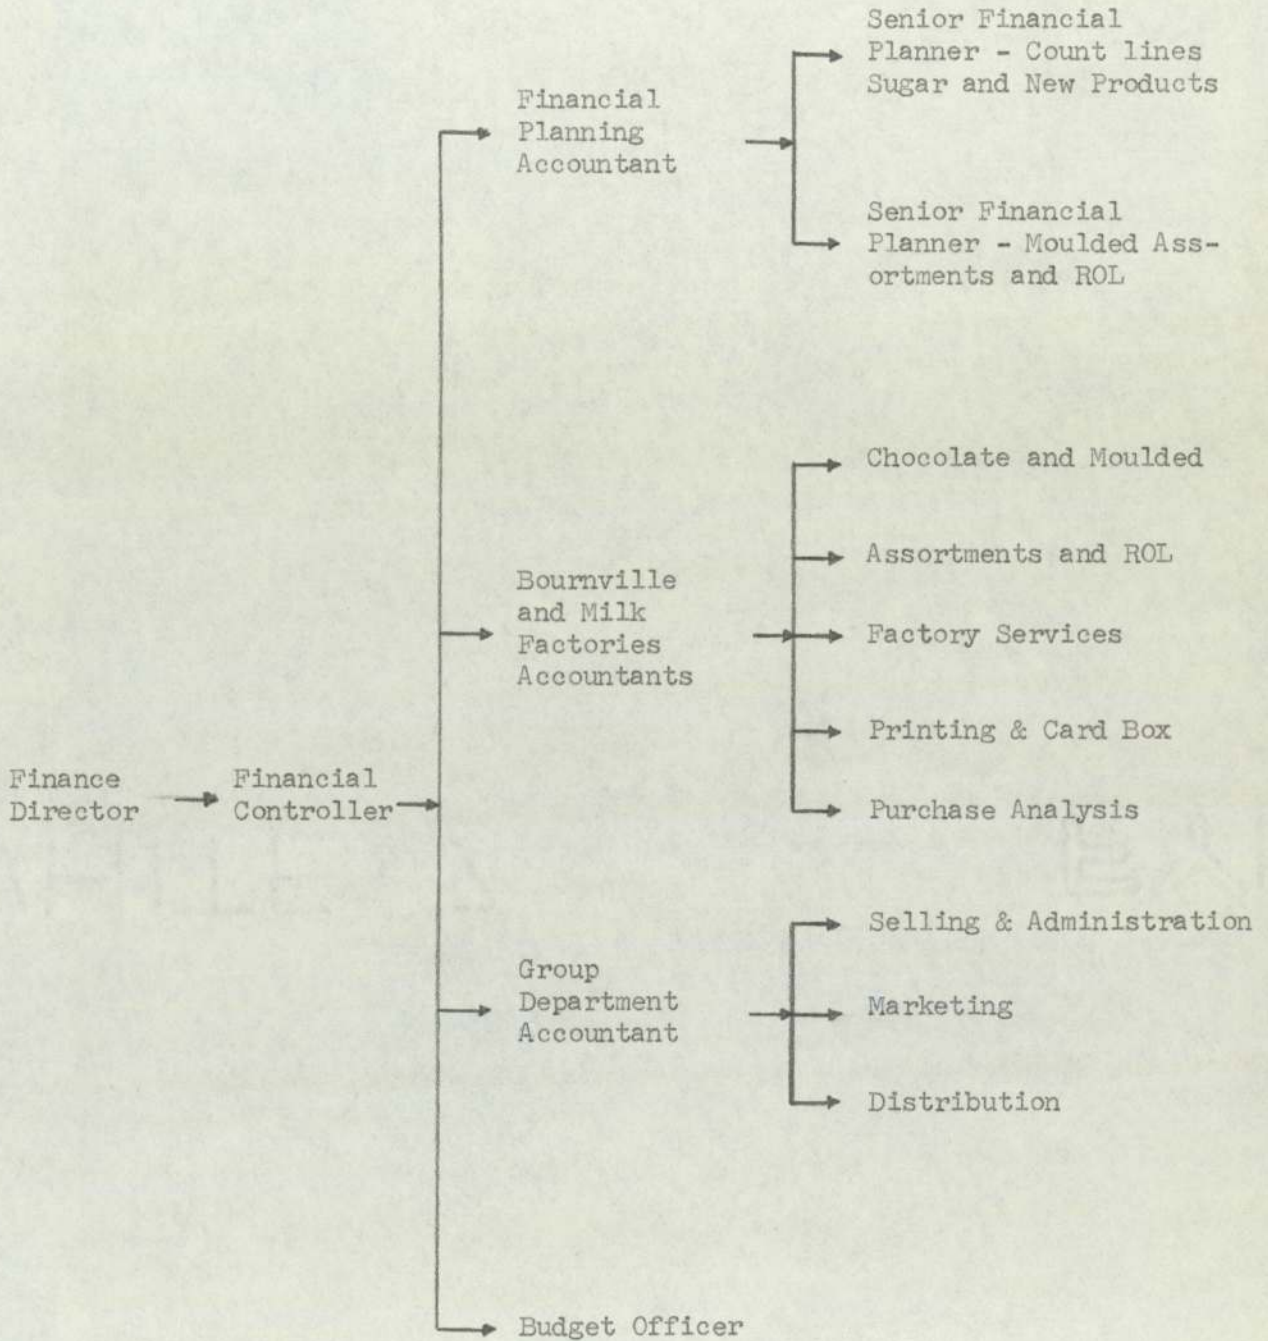 Senior Financial
Planner - Count lines
Sugar and New Products
Financial
Planning
Accountant
Senior Financial
Planner - Moulded Ass-
ortments and ROL
Chocolate and Moulded
Assortments and ROL
Bournville
and Milk
Factories
Accountants
Factory Services
Printing & Card Box
Purchase Analysis
Finance
Director
Financial
Controller
Selling & Administration
Group
Department
Accountant
Marketing
Distribution
Budget Officer